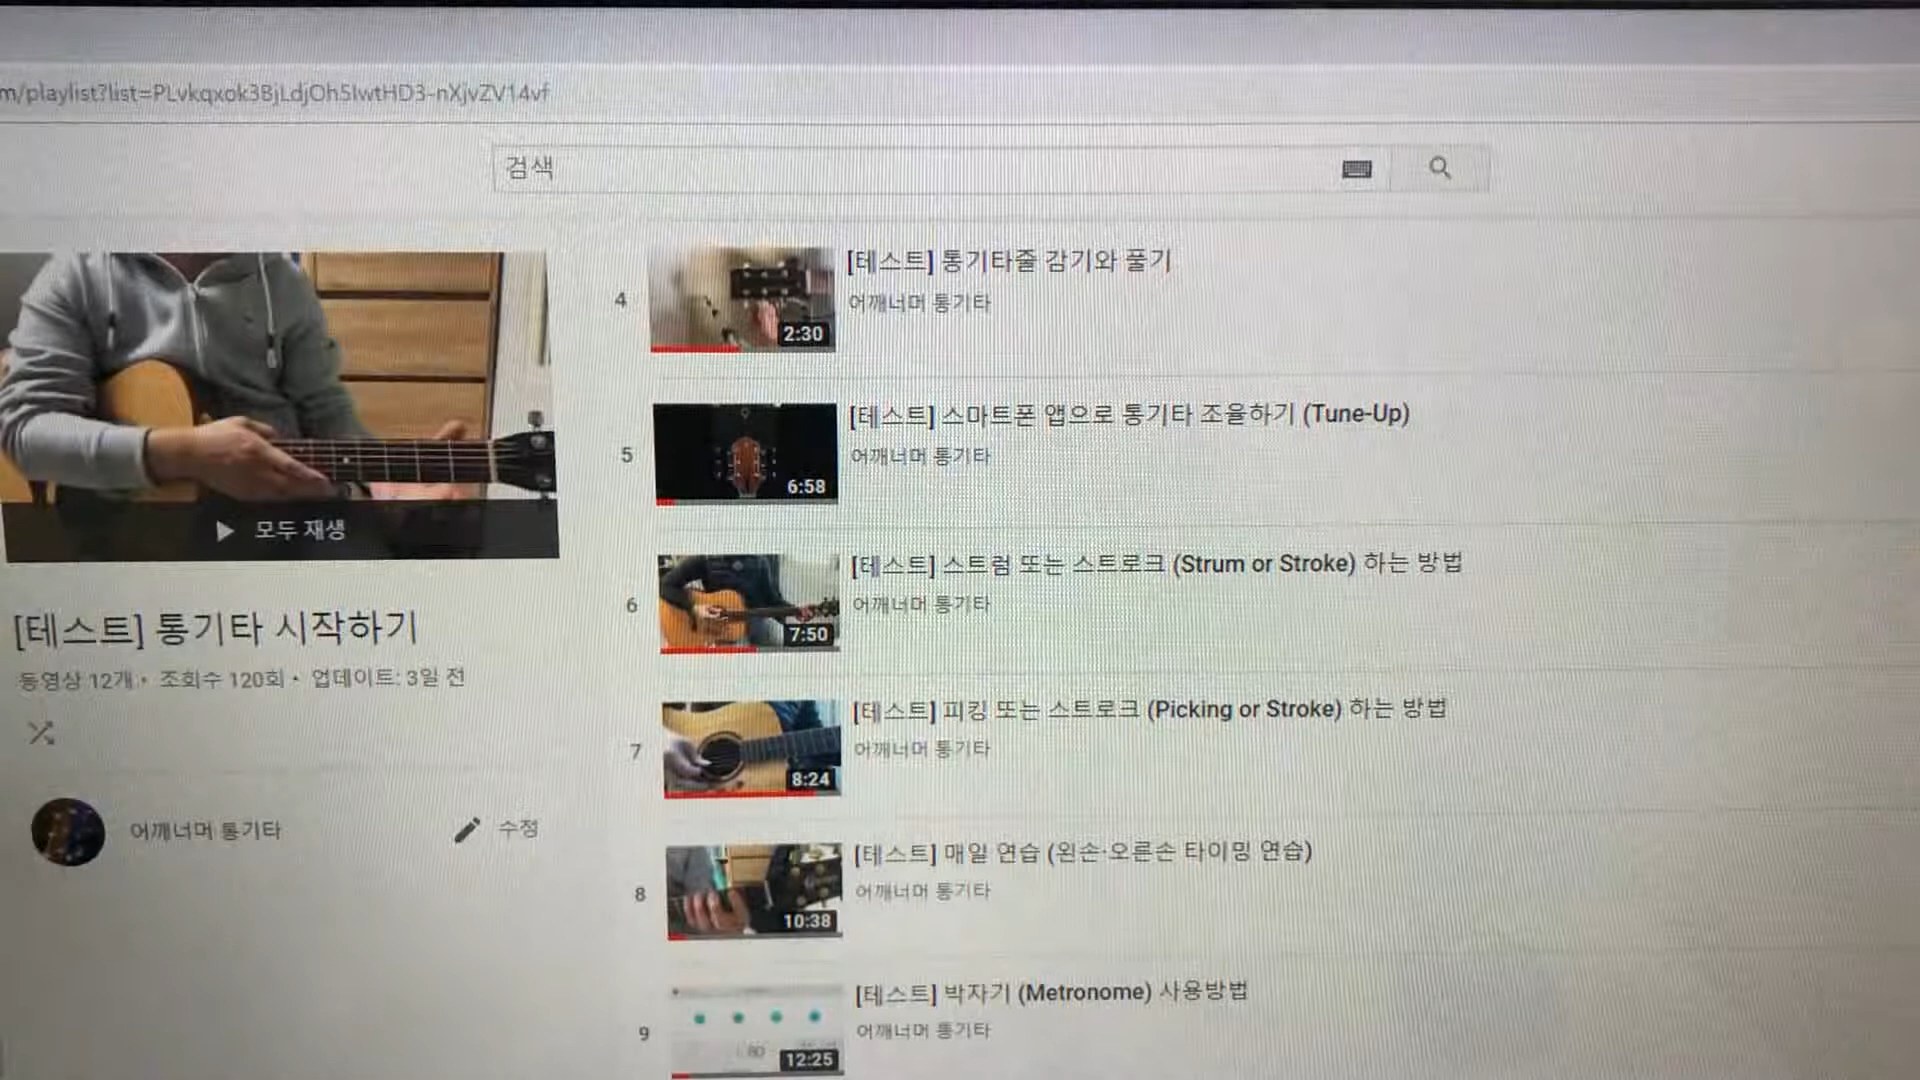 m/playlist?list=PLvkqxok3BjLdjOh5IwtHD3-nXjvZV14vf
검색
모두 재생
[테스트] 통기타 시작하기
동영상 12개 • 조회수 120회 • 업데이트: 3일 전
어깨너머 통기타
수정
4
2:30
[테스트] 통기타줄 감기와 풀기
어깨너머 통기타
5
6:58
[테스트] 스마트폰 앱으로 통기타 조율하기 (Tune-Up)
어깨너머 통기타
6
7:50
[테스트] 스트럼 또는 스트로크 (Strum or Stroke) 하는 방법
어깨너머 통기타
7
8:24
[테스트] 피킹 또는 스트로크 (Picking or Stroke) 하는 방법
어깨너머 통기타
8
10:38
[테스트] 매일 연습 (왼손·오른손 타이밍 연습)
어깨너머 통기타
9
80
12:25
[테스트] 박자기 (Metronome) 사용방법
어깨너머 통기타